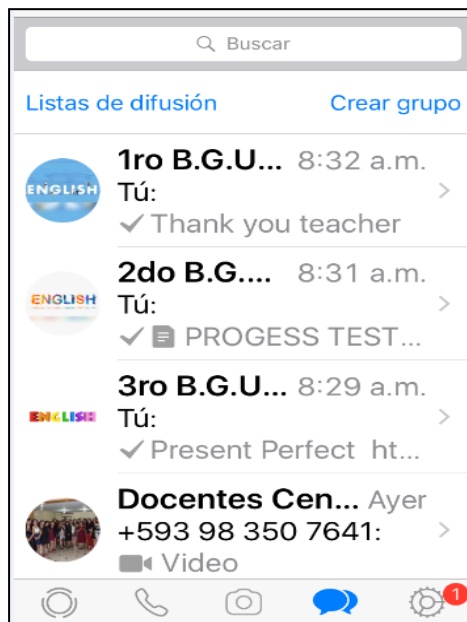 Buscar
Listas de difusión Crear grupo
1ro B.G.U... 8:32 a.m.
ENGLISH
Tú:
Thank you teacher
2do B.G.... 8:31 a.m.
ENGLISH
Tú:
PROGESS TEST...
3ro B.G.U... 8:29 a.m.
ENGLISH
Tú:
Present Perfect ht...
Docentes Cen... Ayer
+593 98 350 7641:
Video
1